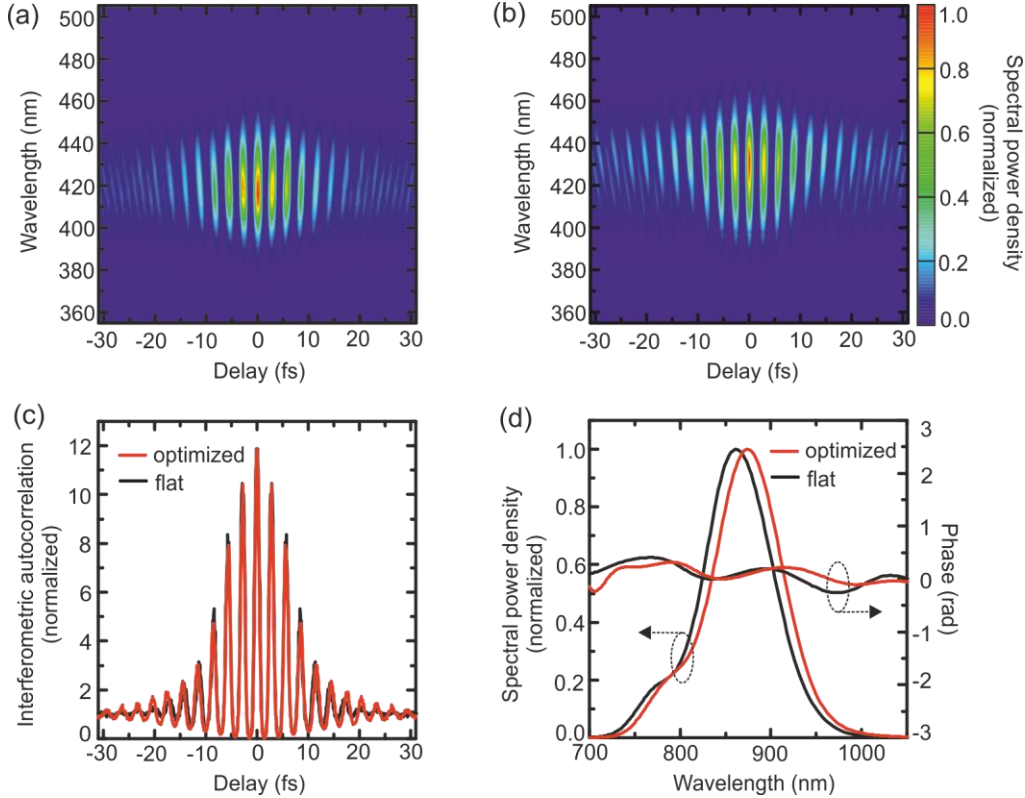 (a)
500
480
460
440
420
400
380
360
Wavelength (nm)
-30 -20 -10 0 10 20 30
Delay (fs)
(b)
500
480
460
440
420
400
380
360
Wavelength (nm)
-30 -20 -10 0 10 20 30
Delay (fs)
1.0
0.8
0.6
0.4
0.2
0.0
Spectral power density
(normalized)
(c)
optimized
flat
12
10
8
6
4
2
0
Interferometric autocorrelation
(normalized)
-30 -20 -10 0 10 20 30
Delay (fs)
(d)
optimized
flat
1.0
0.8
0.6
0.4
0.2
0.0
Spectral power density
(normalized)
3
2
1
0
-1
-2
-3
Phase (rad)
700 800 900 1000
Wavelength (nm)